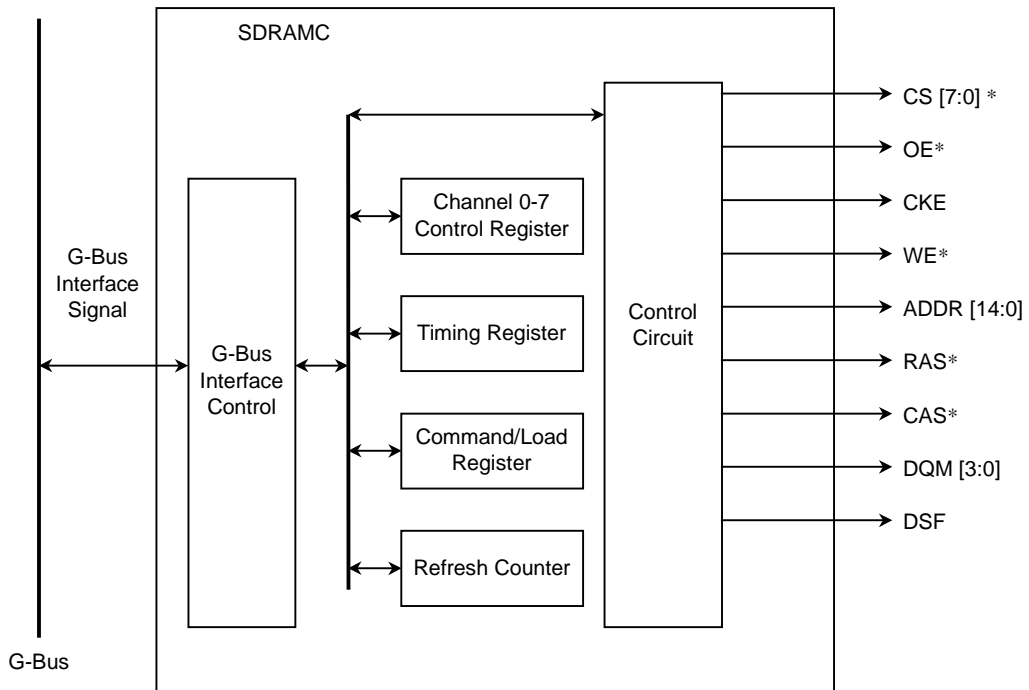 SDRAMC
G-Bus
Interface
Signal
G-Bus
G-Bus
Interface
Control
Channel 0-7
Control Register
Timing Register
Command/Load
Register
Refresh Counter
Control
Circuit
CS [7:0] *
OE*
CKE
WE*
ADDR [14:0]
RAS*
CAS*
DQM [3:0]
DSF